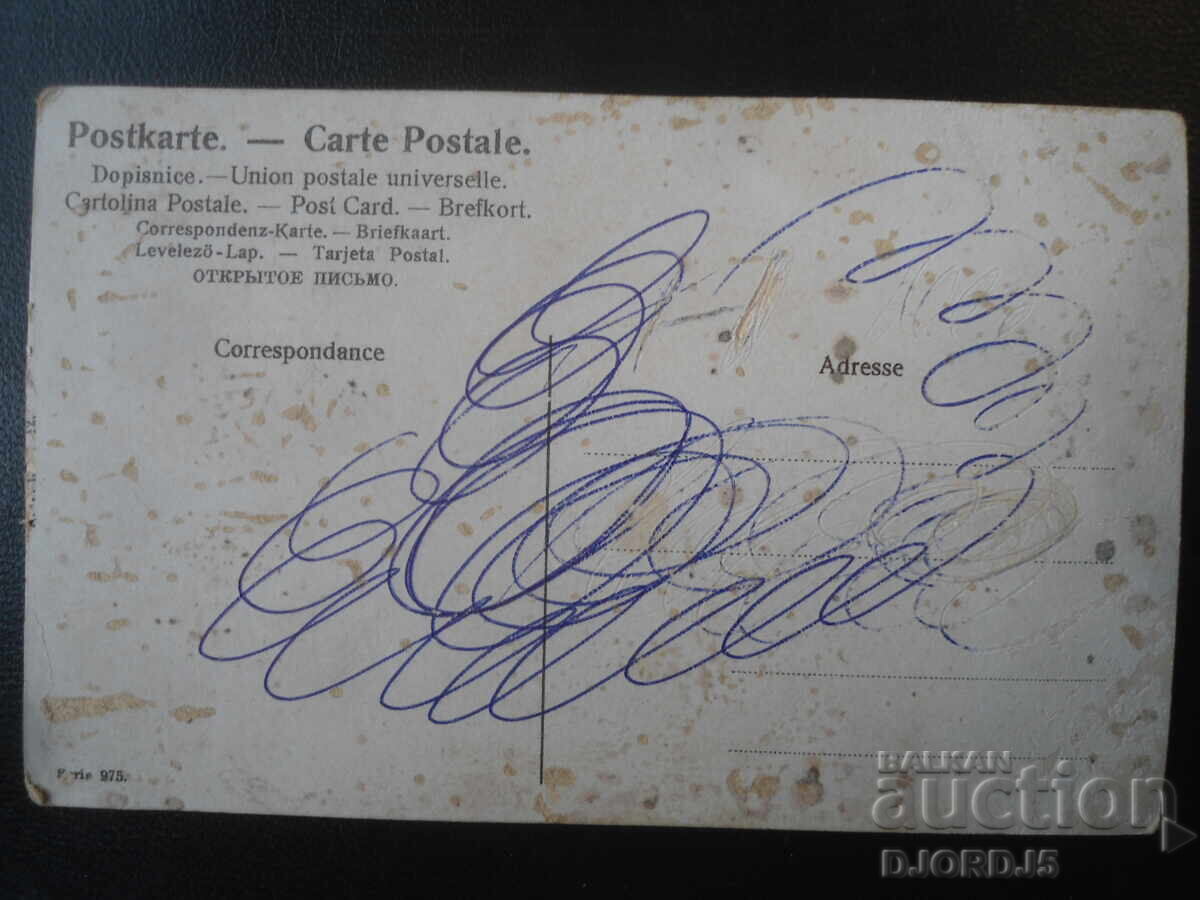 Postkarte. — Carte Postale.
Dopisnice. — Union postale universelle.
Cartolina Postale. — Post Card. — Brefkort.
Correspondenz-Karte. — Briefkaart.
Levelező-Lap. — Tarjeta Postal.
ОТКРЫТОЕ ПИСЬМО.
Correspondance
Adresse
Serie 975.
BALKAN
auction
DJORDJ5